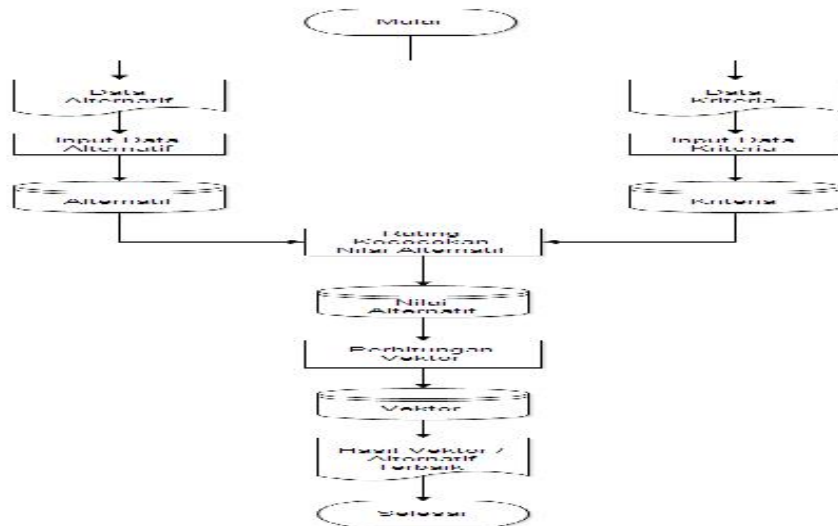 Mulai
Data
Alternatif
Data
Kriteria
Input Data
Alternatif
Input Data
Kriteria
Alternatif
Kriteria
Rating
Kococokan
Nilai Alternatif
Nilai
Alternatif
Perhitungan
Vektor
Vektor
Hasil Vektor /
Alternatif
Terbaik
Selesai